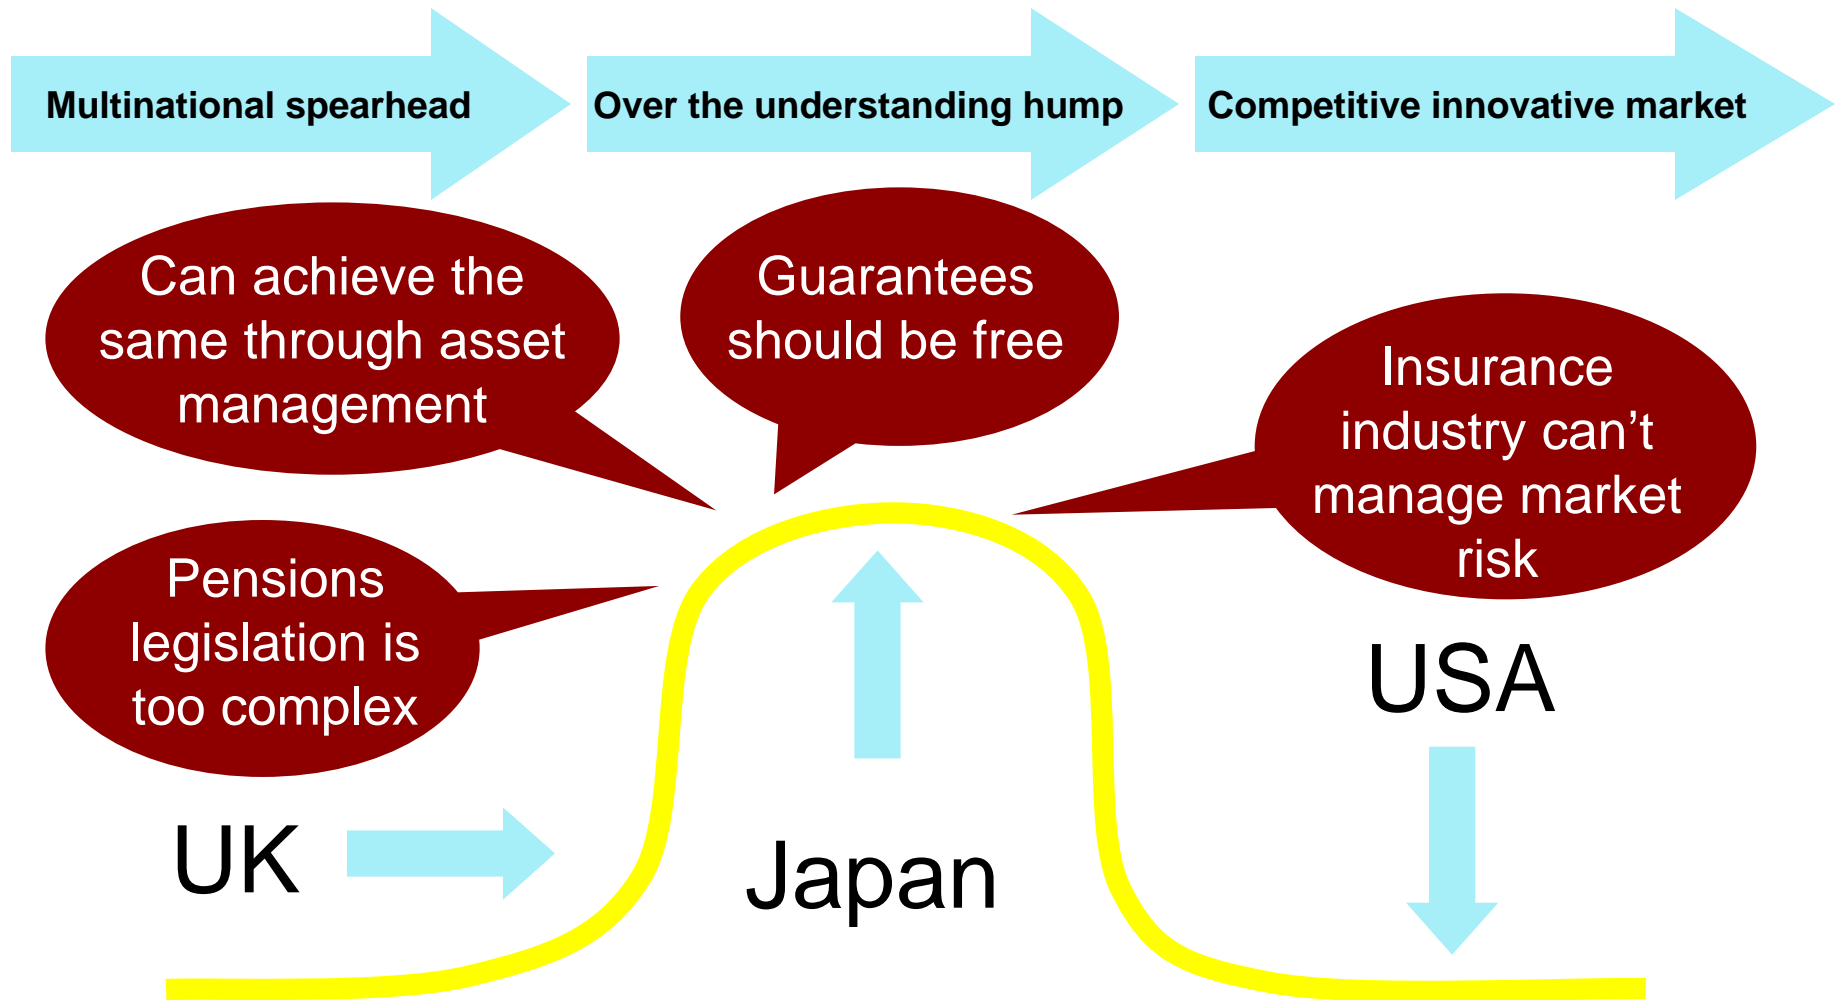 Multinational spearhead
Over the understanding hump
Competitive innovative market
Can achieve the
same through asset
management
Guarantees
should be free
Insurance
industry can’t
manage market
risk
Pensions
legislation is
too complex
USA
UK
Japan